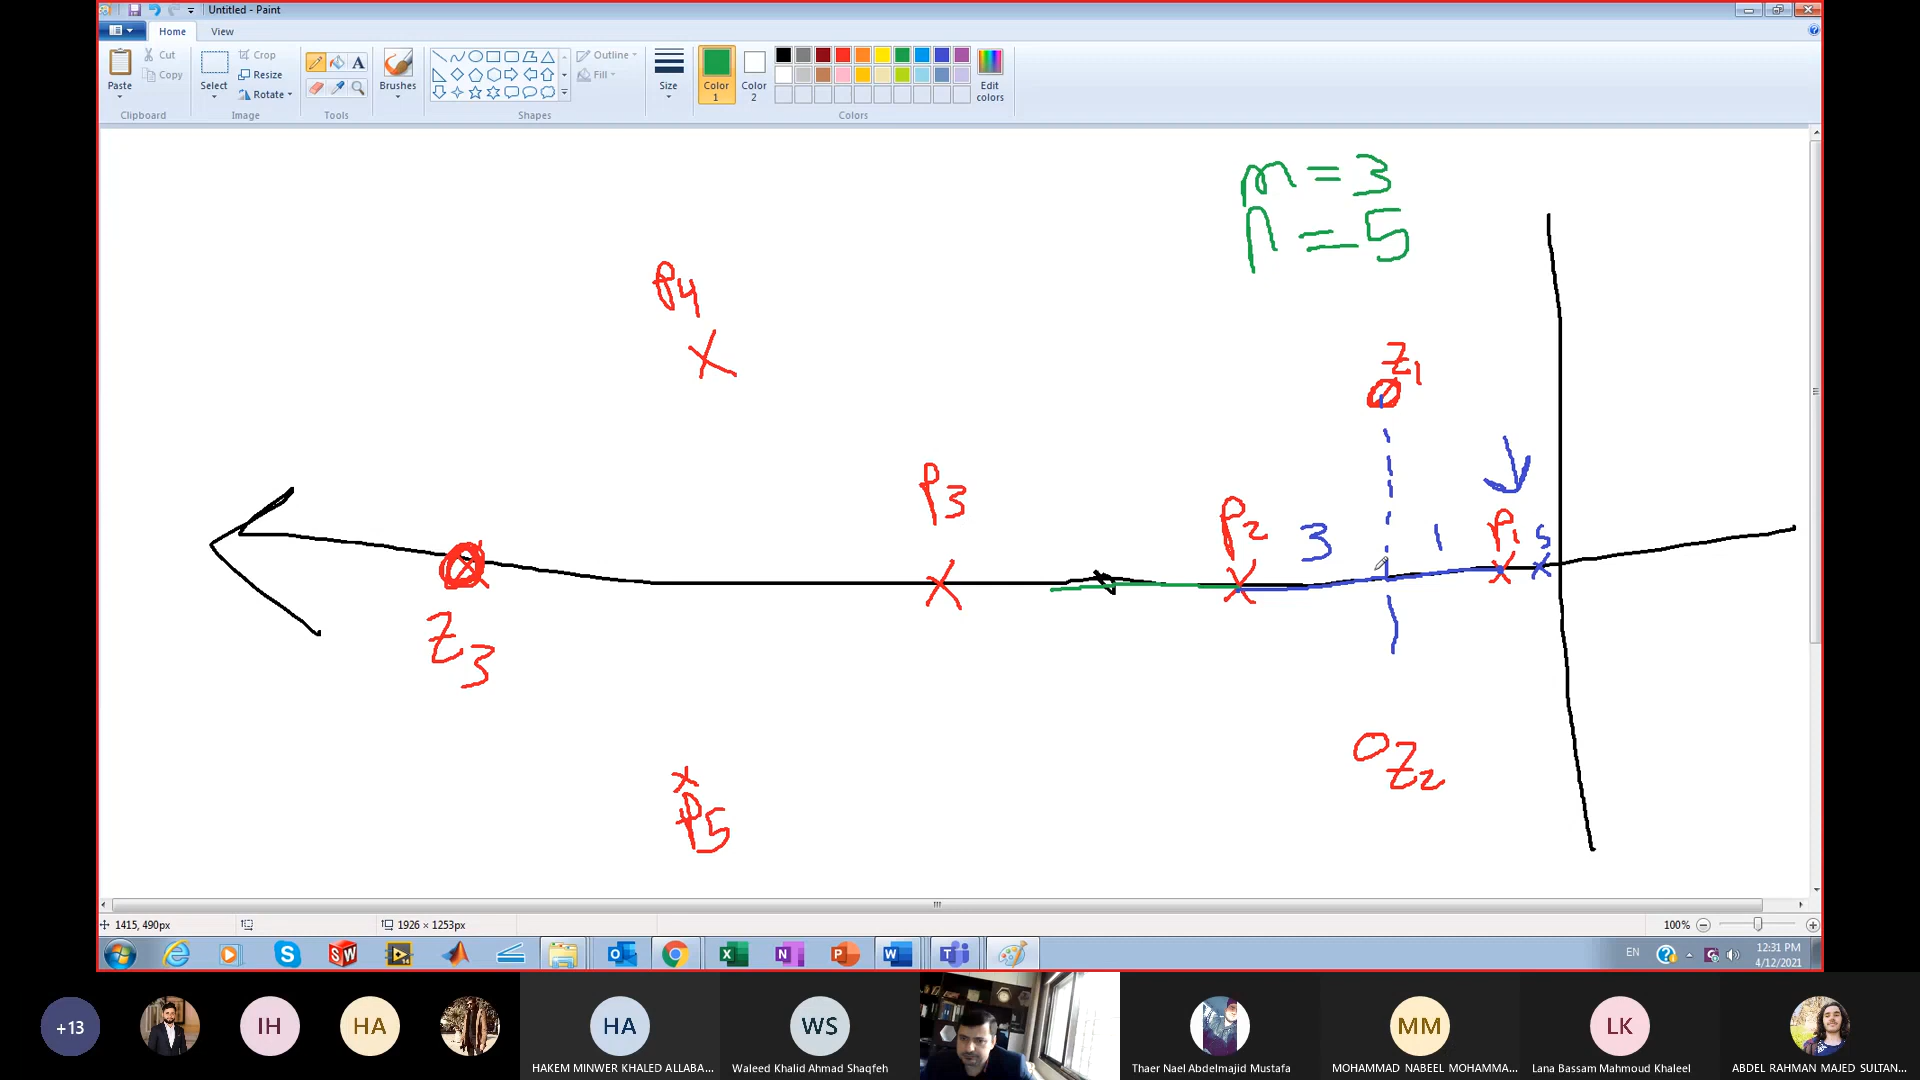 Untitled - Paint
Home
View
Paste
Cut
Copy
Clipboard
Select
Crop
Resize
Rotate
Image
Tools
Brushes
Shapes
Outline
Fill
Size
Color 1
Color 2
Edit colors
Colors
m = 3
n = 5
P4
Z1
P3
P2
3
1
P1
S
Z3
Z2
P5
1415, 490px
1926 × 1253px
100%
EN
12:31 PM
4/12/2021
+13
IH
HA
HA
HAKEM MINWER KHALED ALLABA...
WS
Waleed Khalid Ahmad Shaqfeh
Thaer Nael Abdelmajid Mustafa
MM
MOHAMMAD NABEEL MOHAMMA...
LK
Lana Bassam Mahmoud Khaleel
ABDEL RAHMAN MAJED SULTAN...